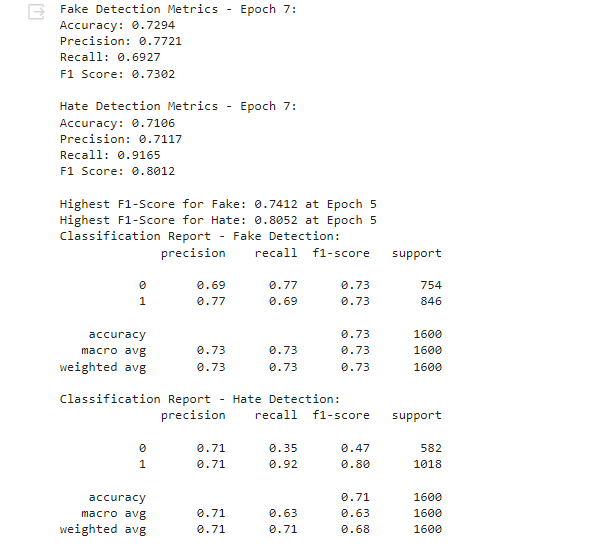 Fake Detection Metrics - Epoch 7:
Accuracy: 0.7294
Precision: 0.7721
Recall: 0.6927
F1 Score: 0.7302

Hate Detection Metrics - Epoch 7:
Accuracy: 0.7106
Precision: 0.7117
Recall: 0.9165
F1 Score: 0.8012

Highest F1-Score for Fake: 0.7412 at Epoch 5
Highest F1-Score for Hate: 0.8052 at Epoch 5
Classification Report - Fake Detection:
precision recall f1-score support

0 0.69 0.77 0.73 754
1 0.77 0.69 0.73 846

accuracy 0.73 1600
macro avg 0.73 0.73 0.73 1600
weighted avg 0.73 0.73 0.73 1600

Classification Report - Hate Detection:
precision recall f1-score support

0 0.71 0.35 0.47 582
1 0.71 0.92 0.80 1018

accuracy 0.71 1600
macro avg 0.71 0.63 0.63 1600
weighted avg 0.71 0.71 0.68 1600